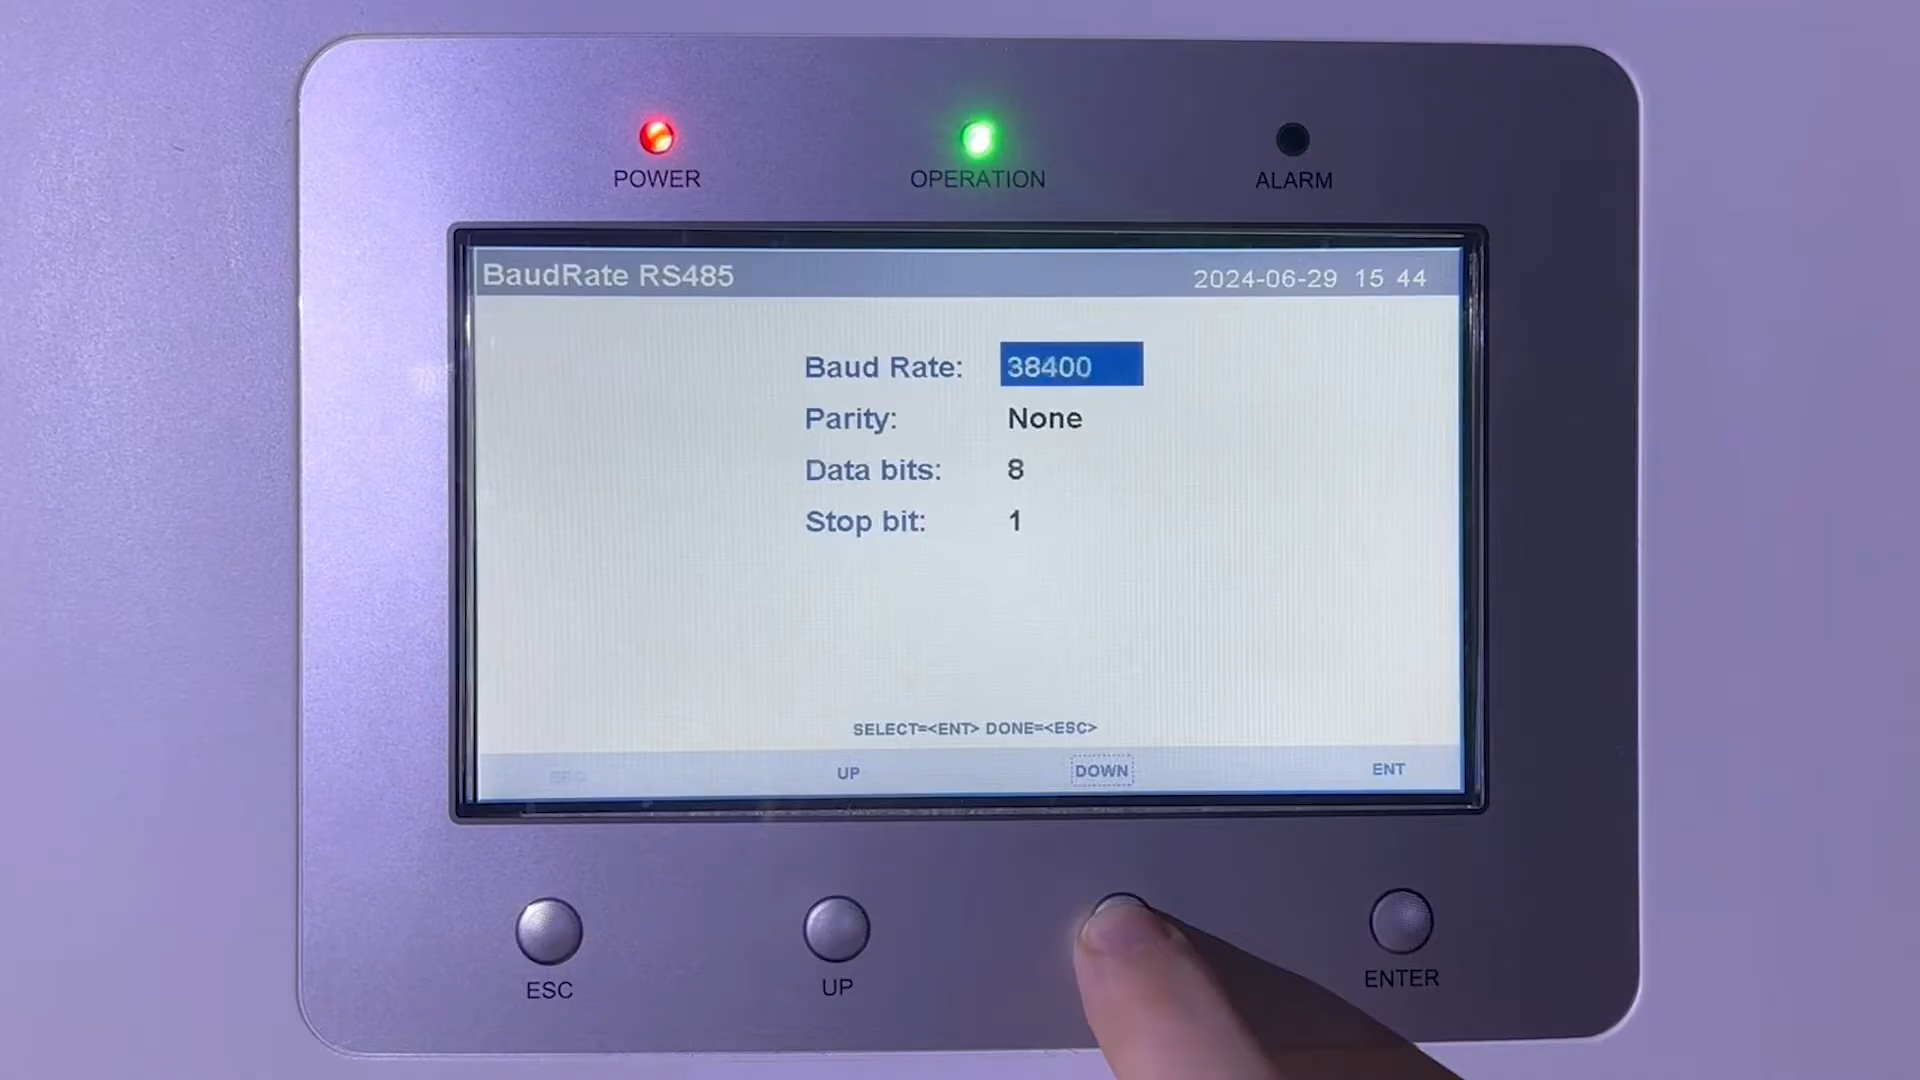 POWER
OPERATION
ALARM
BaudRate RS485
2024-06-29 15 44
Baud Rate: 38400
Parity: None
Data bits: 8
Stop bit: 1
SELECT=<ENT> DONE=<ESC>
ESC UP DOWN ENT
ESC
UP
ENTER